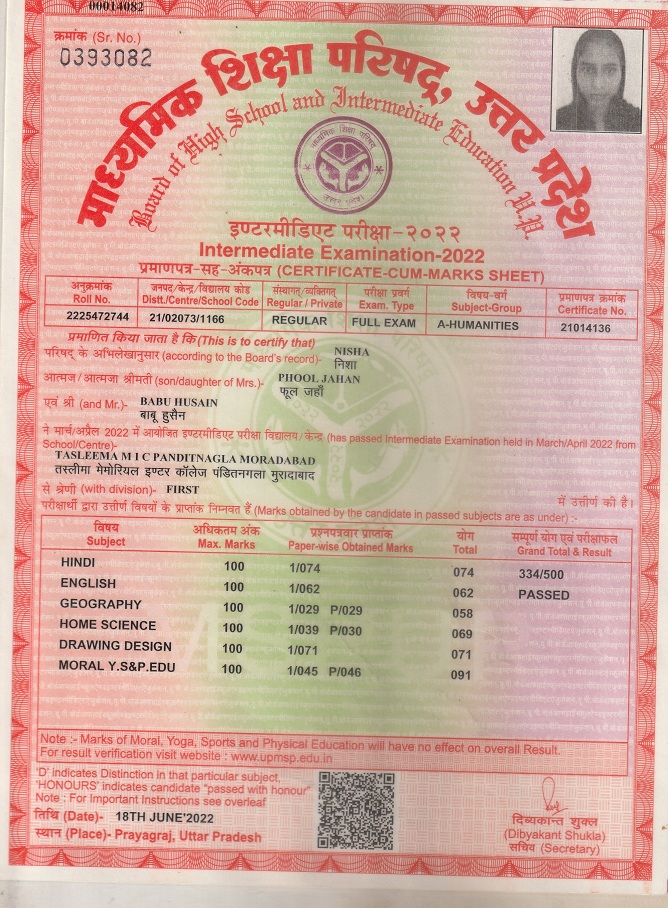 00014082
क्रमांक (Sr. No.)
0393082
माध्यमिक शिक्षा परिषद्, उत्तर प्रदेश
Board of High School and Intermediate Education U.P.
माध्यमिक शिक्षा परिषद
उत्तर प्रदेश
इण्टरमीडिएट परीक्षा-२०२२
Intermediate Examination-2022
प्रमाणपत्र-सह-अंकपत्र (CERTIFICATE-CUM-MARKS SHEET)
अनुक्रमांक जनपद/केन्द्र/विद्यालय कोड संस्थागत/व्यक्तिगत परीक्षा प्रवर्ग विषय-वर्ग प्रमाणपत्र क्रमांक
Roll No. Distt./Centre/School Code Regular / Private Exam. Type Subject-Group Certificate No.
2225472744 21/02073/1166 REGULAR FULL EXAM A-HUMANITIES 21014136
प्रमाणित किया जाता है कि (This is to certify that)
परिषद् के अभिलेखानुसार (according to the Board's record)- NISHA
निशा
आत्मज / आत्मजा श्रीमती (son/daughter of Mrs.)- PHOOL JAHAN
फूल जहाँ
एवं श्री (and Mr.)- BABU HUSAIN
बाबू हुसैन
ने मार्च/अप्रैल 2022 में आयोजित इण्टरमीडिएट परीक्षा विद्यालय/केन्द्र (has passed Intermediate Examination held in March/April 2022 from
School/Centre)-
TASLEEMA M I C PANDITNAGLA MORADABAD
तस्लीमा मेमोरियल इण्टर कॉलेज पंडितनगला मुरादाबाद
से श्रेणी (with division)- FIRST में उत्तीर्ण की है।
परीक्षार्थी द्वारा उत्तीर्ण विषयों के प्राप्तांक निम्नवत हैं (Marks obtained by the candidate in passed subjects are as under) :-
विषय अधिकतम अंक प्रश्नपत्रवार प्राप्तांक योग सम्पूर्ण योग एवं परीक्षाफल
Subject Max. Marks Paper-wise Obtained Marks Total Grand Total & Result
HINDI 100 1/074 074 334/500
ENGLISH 100 1/062 062 PASSED
GEOGRAPHY 100 1/029 P/029 058
HOME SCIENCE 100 1/039 P/030 069
DRAWING DESIGN 100 1/071 071
MORAL Y.S&P.EDU 100 1/045 P/046 091
Note :- Marks of Moral, Yoga, Sports and Physical Education will have no effect on overall Result.
For result verification visit website : www.upmsp.edu.in
'D' indicates Distinction in that particular subject,
'HONOURS' indicates candidate "passed with honour"
Note : For Important Instructions see overleaf
तिथि (Date)- 18TH JUNE'2022
स्थान (Place)- Prayagraj, Uttar Pradesh
दिव्यकान्त शुक्ल
(Dibyakant Shukla)
सचिव (Secretary)